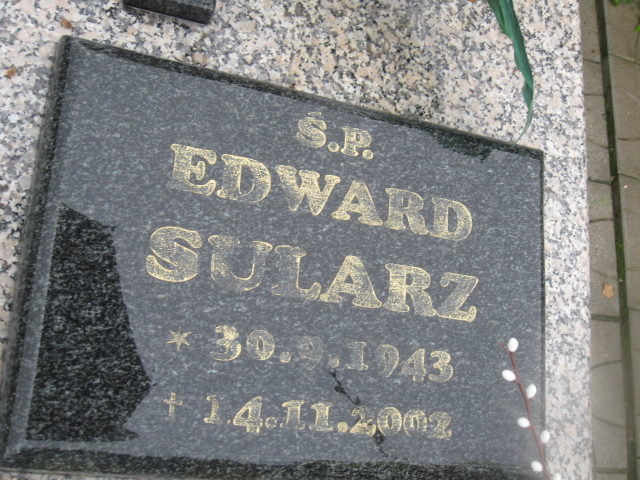 Ś.P.
EDWARD
SULARZ
* 30.9.1943
† 14.11.2002